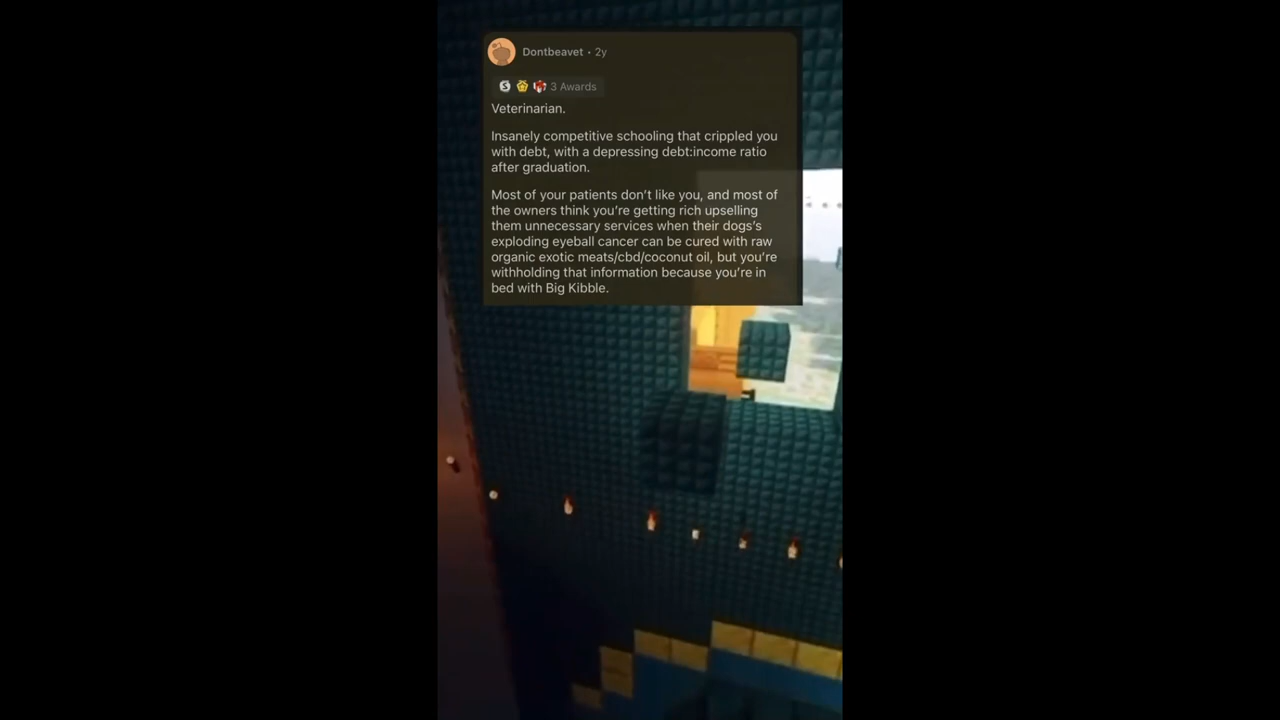 Dontbeavet • 2y
3 Awards
Veterinarian.
Insanely competitive schooling that crippled you
with debt, with a depressing debt:income ratio
after graduation.
Most of your patients don't like you, and most of
the owners think you're getting rich upselling
them unnecessary services when their dogs's
exploding eyeball cancer can be cured with raw
organic exotic meats/cbd/coconut oil, but you're
withholding that information because you're in
bed with Big Kibble.